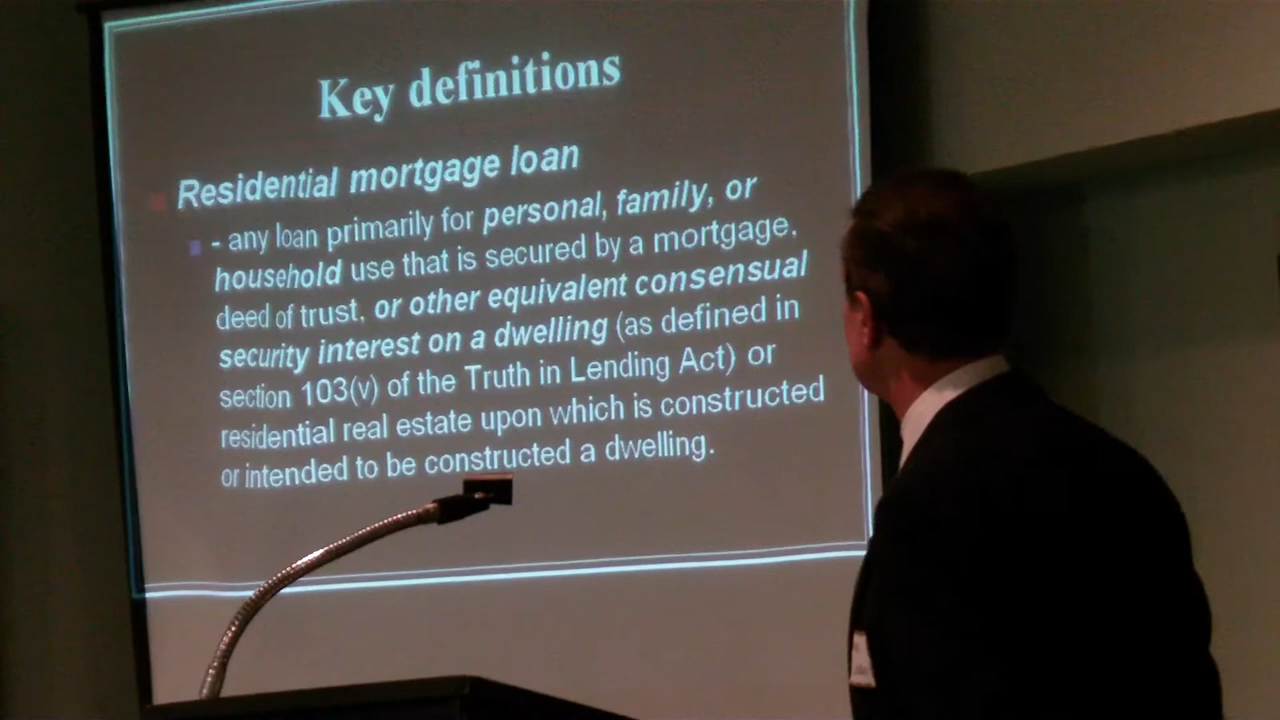 Key definitions
Residential mortgage loan
- any loan primarily for personal, family, or
household use that is secured by a mortgage,
deed of trust, or other equivalent consensual
security interest on a dwelling (as defined in
section 103(v) of the Truth in Lending Act) or
residential real estate upon which is constructed
or intended to be constructed a dwelling.